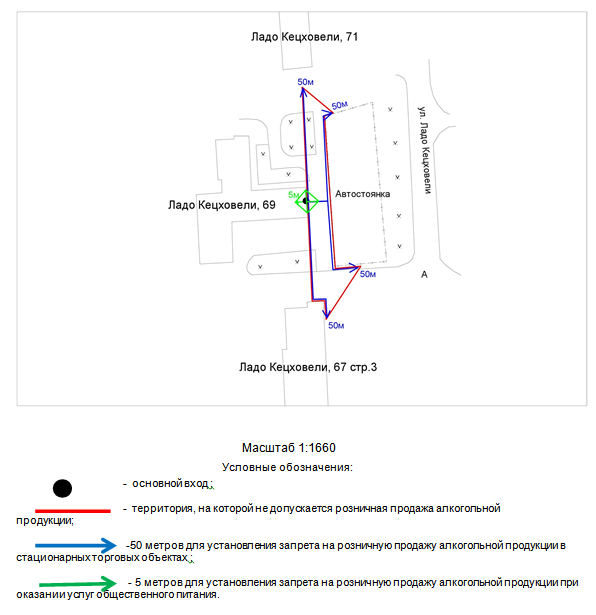 Ладо Кецховели, 71
50м
50м
ул. Ладо Кецховели
5м
Автостоянка
Ладо Кецховели, 69
50м
А
50м
Ладо Кецховели, 67 стр.3
Масштаб 1:1660
Условные обозначения:
- основной вход ;
- территория, на которой не допускается розничная продажа алкогольной
продукции;
-50 метров для установления запрета на розничную продажу алкогольной продукции в
стационарных торговых объектах ;
- 5 метров для установления запрета на розничную продажу алкогольной продукции при
оказании услуг общественного питания.